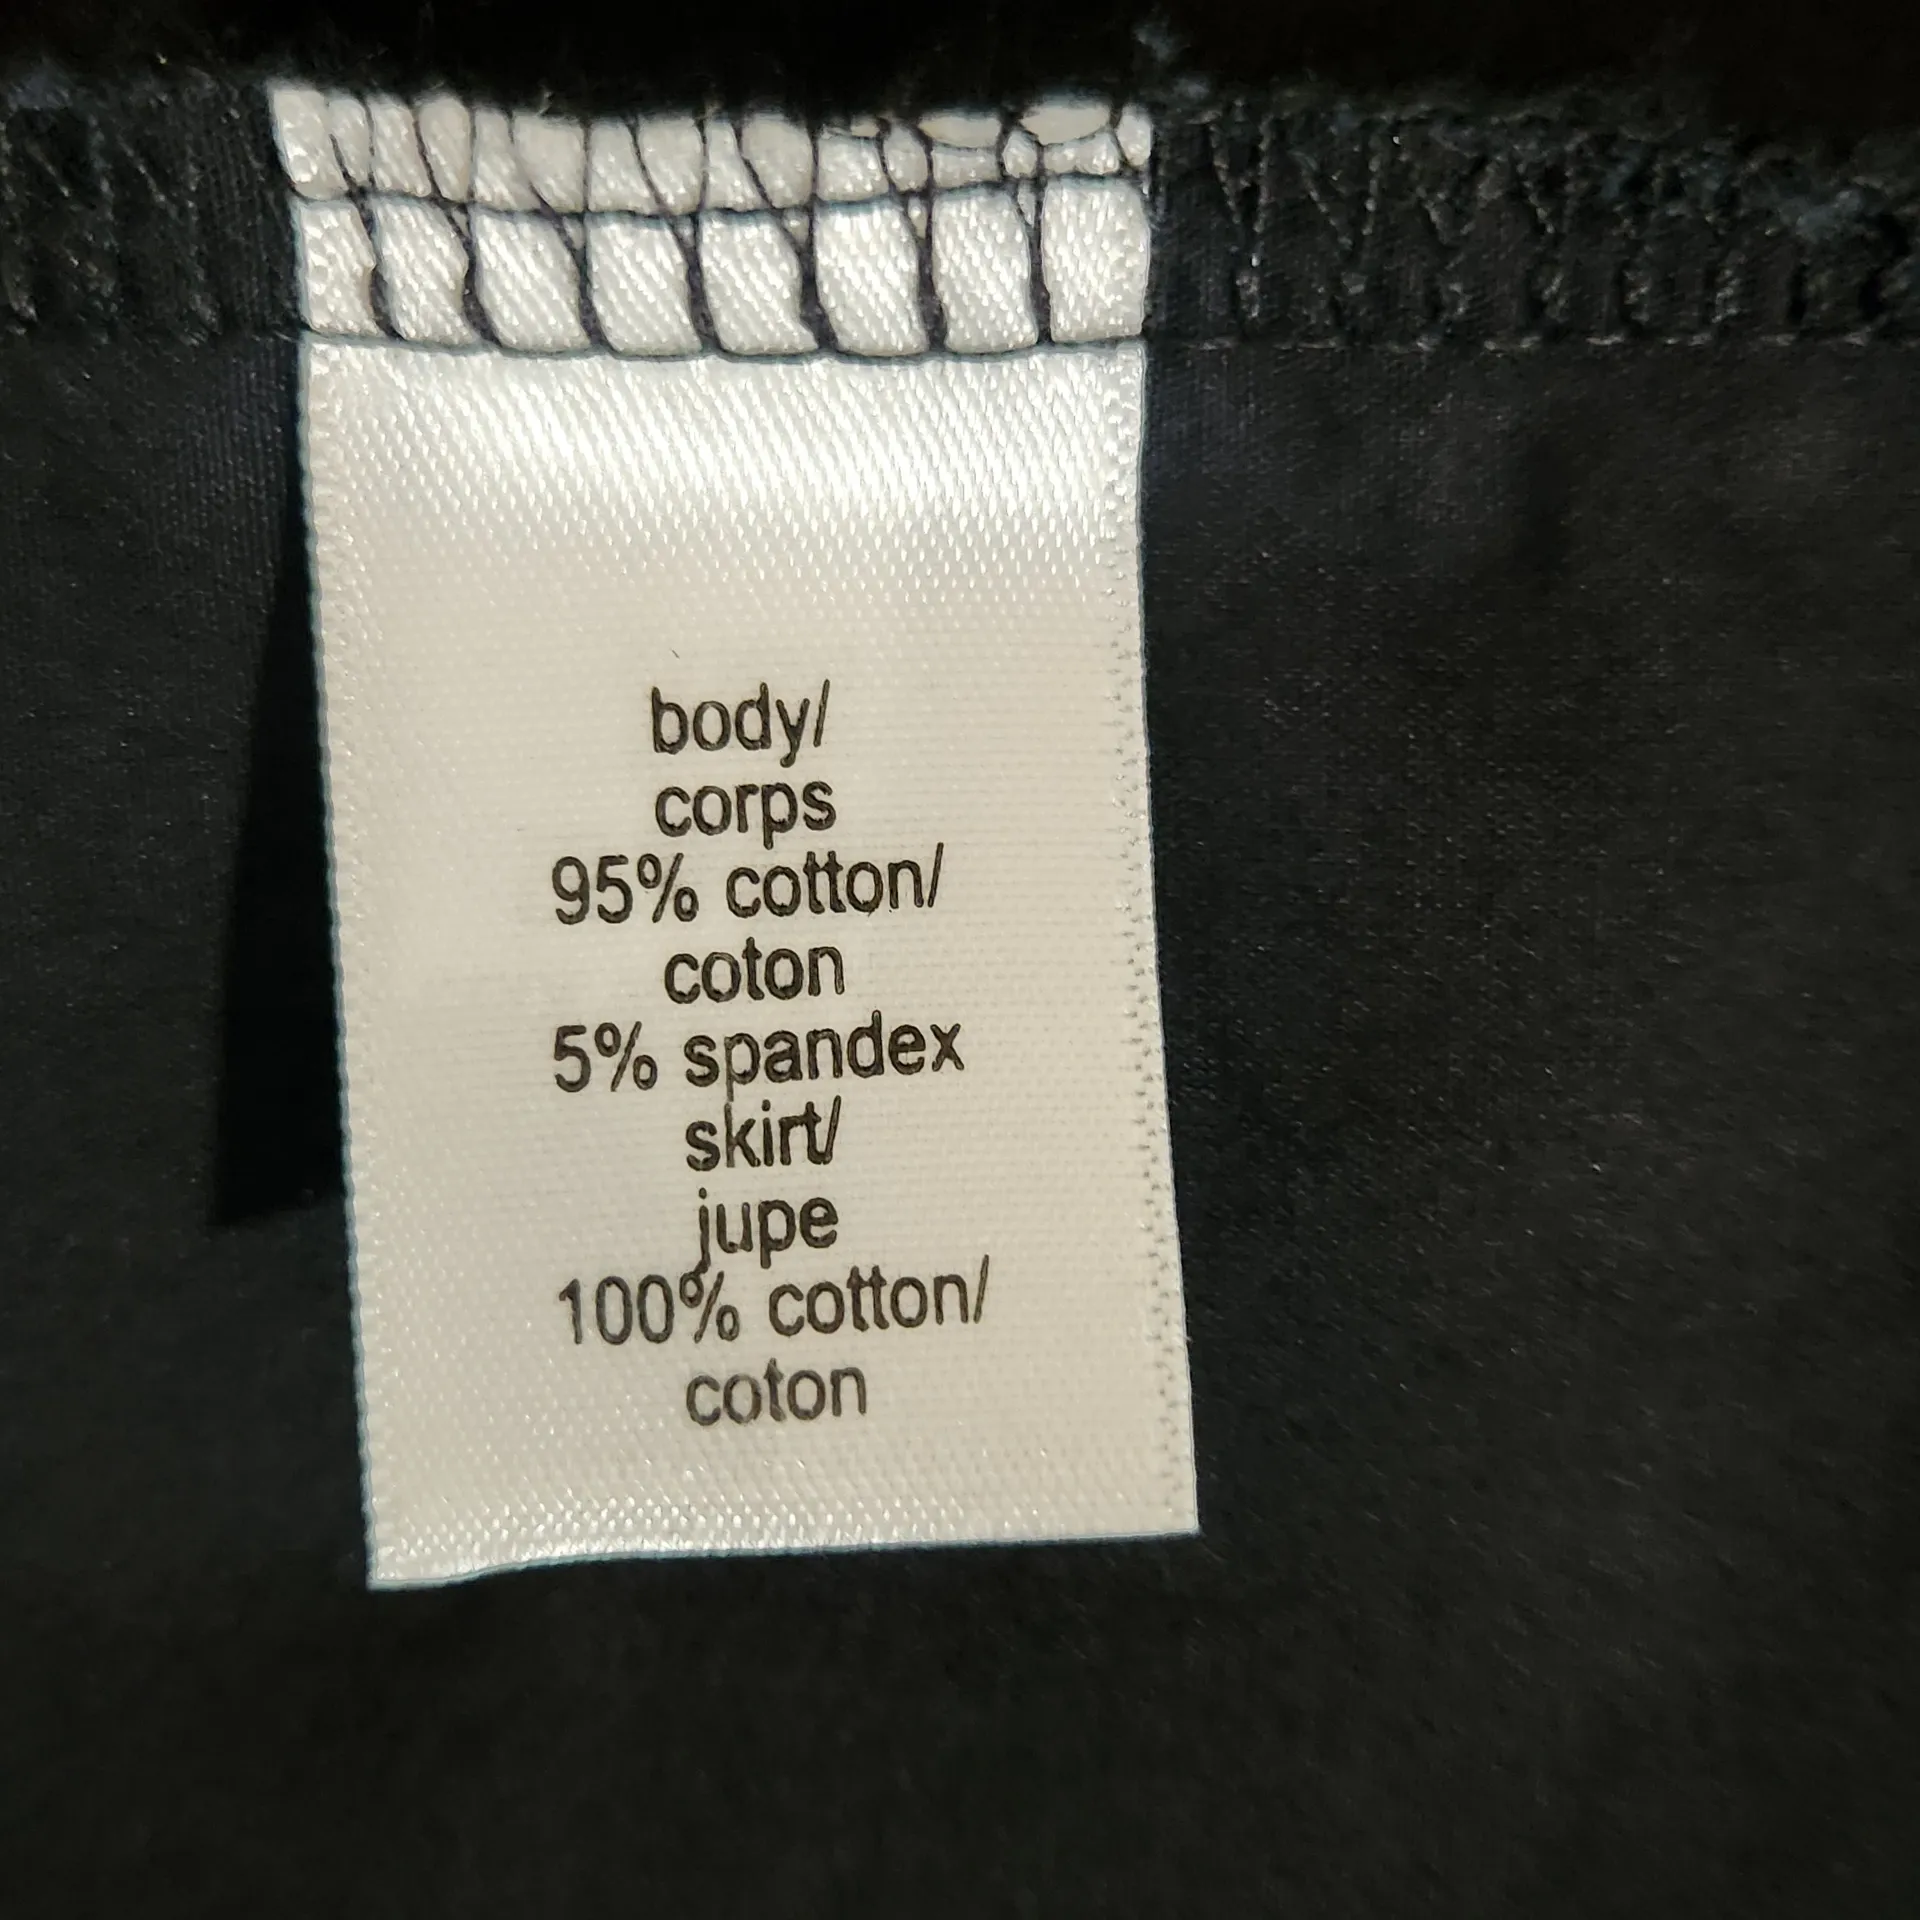 body/
corps
95% cotton/
coton
5% spandex
skirt/
jupe
100% cotton/
coton